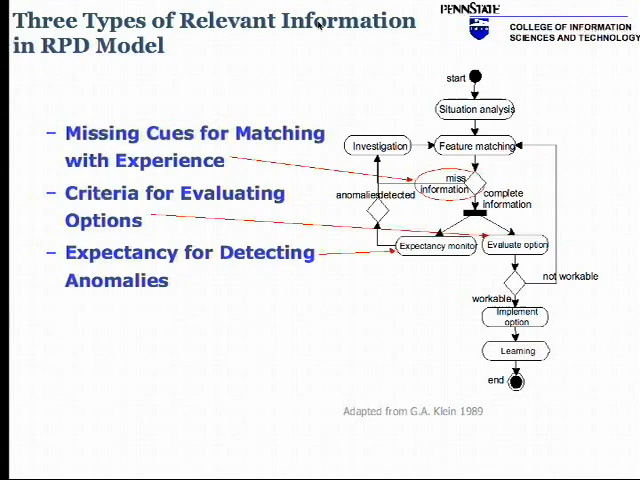 Three Types of Relevant Information
in RPD Model
PENNSTATE
COLLEGE OF INFORMATION
SCIENCES AND TECHNOLOGY
– Missing Cues for Matching
with Experience
– Criteria for Evaluating
Options
– Expectancy for Detecting
Anomalies
start
Situation analysis
Investigation
Feature matching
miss
information
anomalies
detected
complete
information
Expectancy monitor
Evaluate option
not workable
workable
Implement
option
Learning
end
Adapted from G.A. Klein 1989